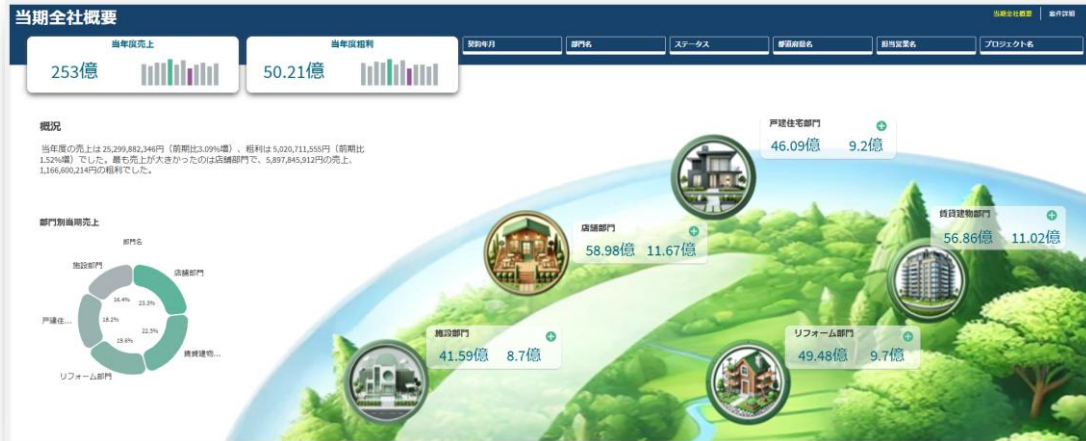 当期全社概要
当期全社概要 案件詳細
当年度売上
253億
当年度粗利
50.21億
契約年月
部門名
ステータス
都道府県名
担当営業名
プロジェクト名
概況
当年度の売上は25,299,882,346円（前期比3.09%増）、粗利は5,020,711,555円（前期比
1.52%増）でした。最も売上が大きかったのは店舗部門で、5,897,845,912円の売上、
1,166,600,214円の粗利でした。
部門別当期売上
部門名
施設部門
店舗部門
16.4%
23.3%
戸建住...
18.2%
22.5%
19.6%
賃貸建物...
リフォーム部門
戸建住宅部門
46.09億 9.2億
店舗部門
58.98億 11.67億
賃貸建物部門
56.86億 11.02億
施設部門
41.59億 8.7億
リフォーム部門
49.48億 9.7億